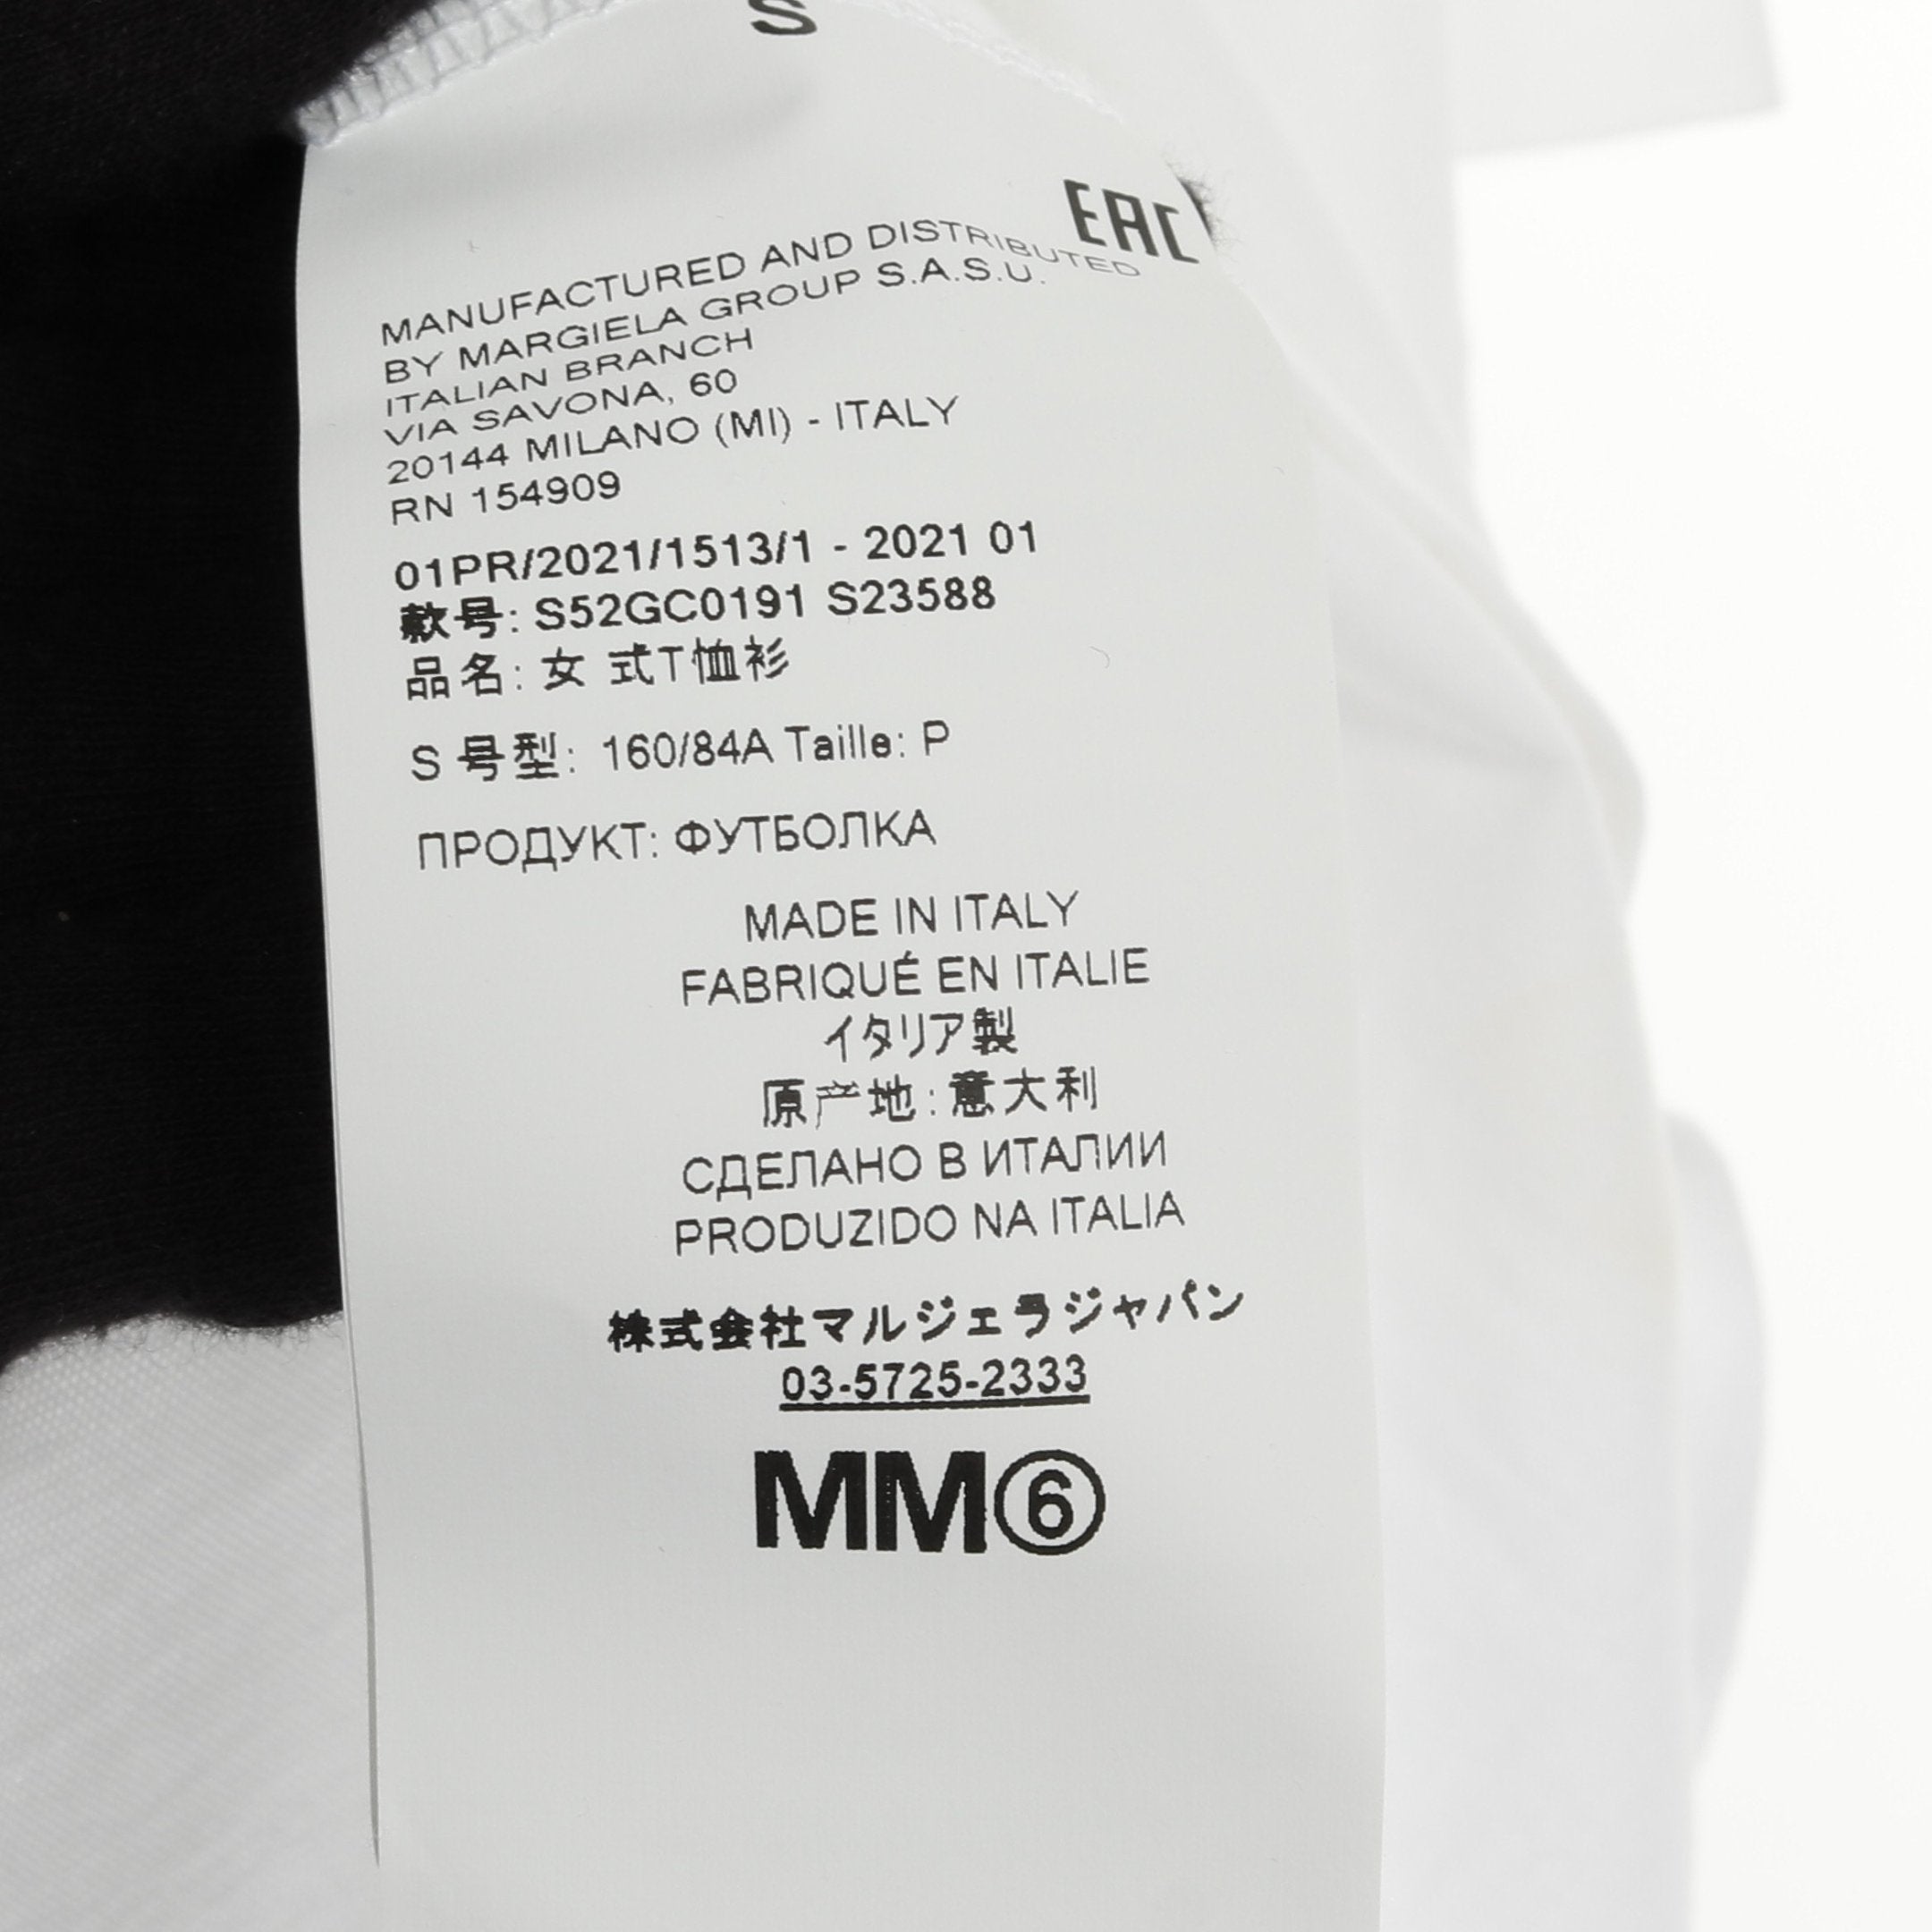 S
EAC
MANUFACTURED AND DISTRIBUTED
BY MARGIELA GROUP S.A.S.U.
ITALIAN BRANCH
VIA SAVONA, 60
20144 MILANO (MI) - ITALY
RN 154909
01PR/2021/1513/1 - 2021 01
款号: S52GC0191 S23588
品名: 女 式T恤衫
S 号型: 160/84A Taille: P
ПРОДУКТ: ФУТБОЛКА
MADE IN ITALY
FABRIQUÉ EN ITALIE
イタリア製
原产地: 意大利
СДЕЛАНО В ИТАЛИИ
PRODUZIDO NA ITALIA
株式会社マルジェラジャパン
03-5725-2333
MM⑥